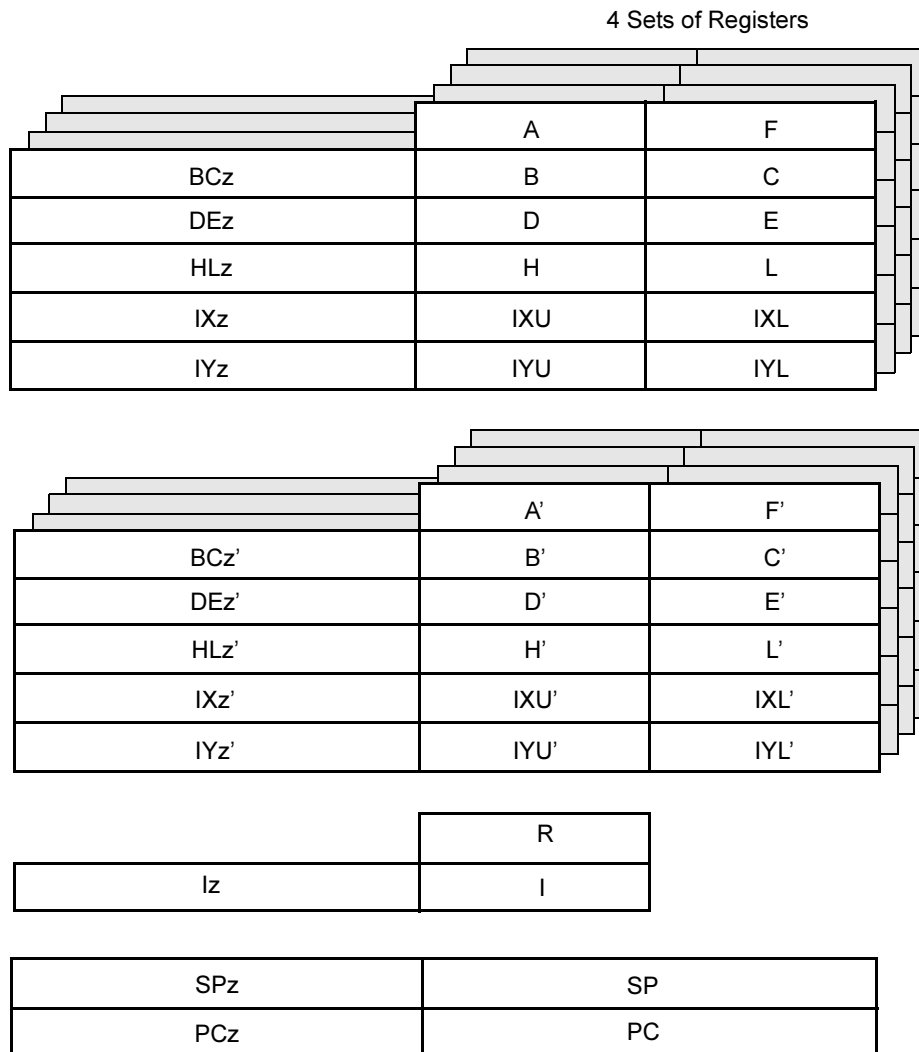 4 Sets of Registers
A F
BCz B C
DEz D E
HLz H L
IXz IXU IXL
IYz IYU IYL
A’ F’
BCz’ B’ C’
DEz’ D’ E’
HLz’ H’ L’
IXz’ IXU’ IXL’
IYz’ IYU’ IYL’
R
Iz I
SPz SP
PCz PC